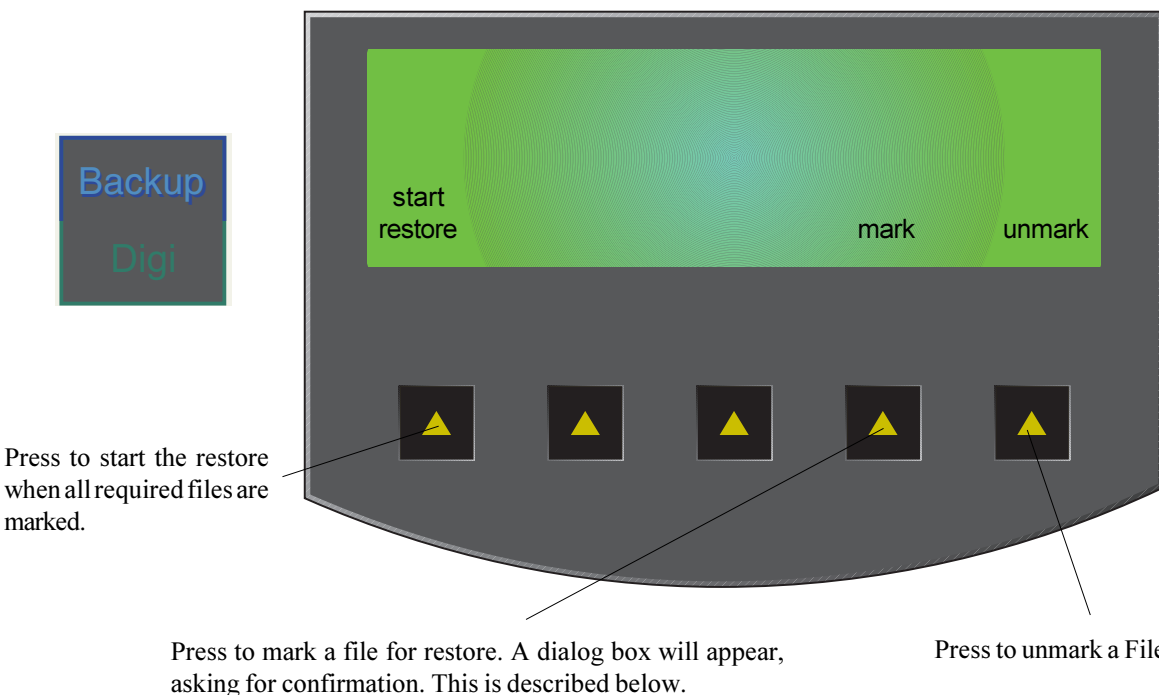 Backup
Digi
start
restore
mark
unmark
Press to start the restore
when all required files are
marked.
Press to mark a file for restore. A dialog box will appear,
asking for confirmation. This is described below.
Press to unmark a File